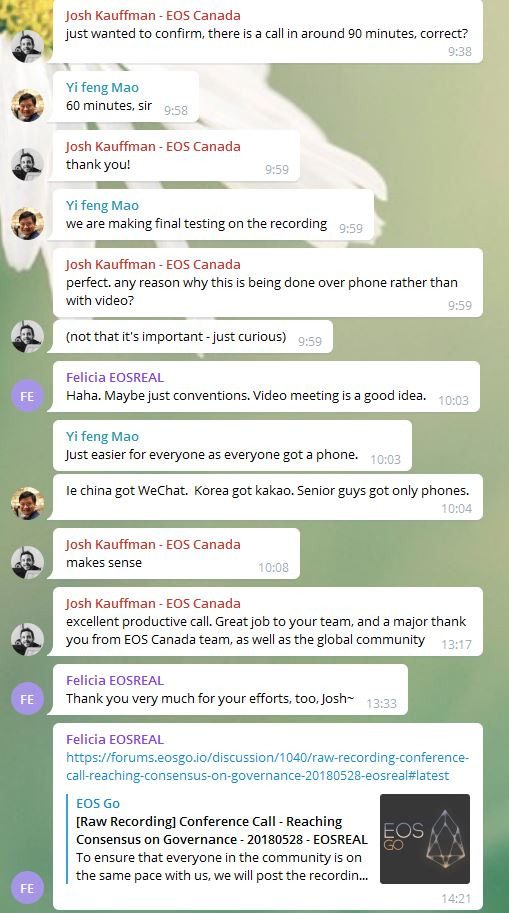 Josh Kauffman - EOS Canada
just wanted to confirm, there is a call in around 90 minutes, correct?
9:38
Yi feng Mao
60 minutes, sir 9:58
Josh Kauffman - EOS Canada
thank you! 9:59
Yi feng Mao
we are making final testing on the recording 9:59
Josh Kauffman - EOS Canada
perfect. any reason why this is being done over phone rather than
with video? 9:59
(not that it's important - just curious) 9:59
FE
Felicia EOSREAL
Haha. Maybe just conventions. Video meeting is a good idea. 10:03
Yi feng Mao
Just easier for everyone as everyone got a phone. 10:03
Ie china got WeChat.  Korea got kakao. Senior guys got only phones.
10:04
Josh Kauffman - EOS Canada
makes sense 10:08
Josh Kauffman - EOS Canada
excellent productive call. Great job to your team, and a major thank
you from EOS Canada team, as well as the global community 13:17
Felicia EOSREAL
FE
Thank you very much for your efforts, too, Josh~ 13:33
Felicia EOSREAL
https://forums.eosgo.io/discussion/1040/raw-recording-conference-
call-reaching-consensus-on-governance-20180528-eosreal#latest
EOS Go
[Raw Recording] Conference Call - Reaching
Consensus on Governance - 20180528 - EOSREAL
To ensure that everyone in the community is on
the same pace with us, we will post the recordin...
EOS
GO
FE
14:21